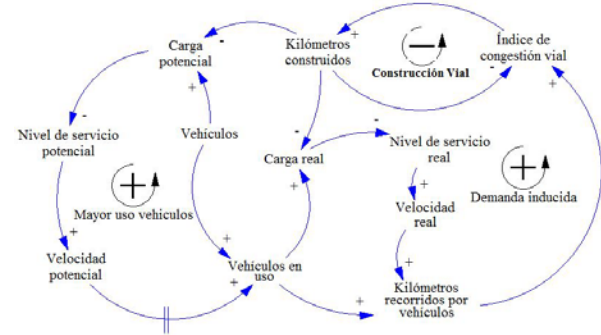 Carga
potencial
Kilómetros
construidos
Construcción Vial
Índice de
congestión vial
Nivel de servicio
potencial
Vehículos
Carga real
Nivel de servicio
real
Mayor uso vehiculos
Demanda inducida
Velocidad
real
Velocidad
potencial
Vehículos en
uso
Kilómetros
recorridos por
vehículos